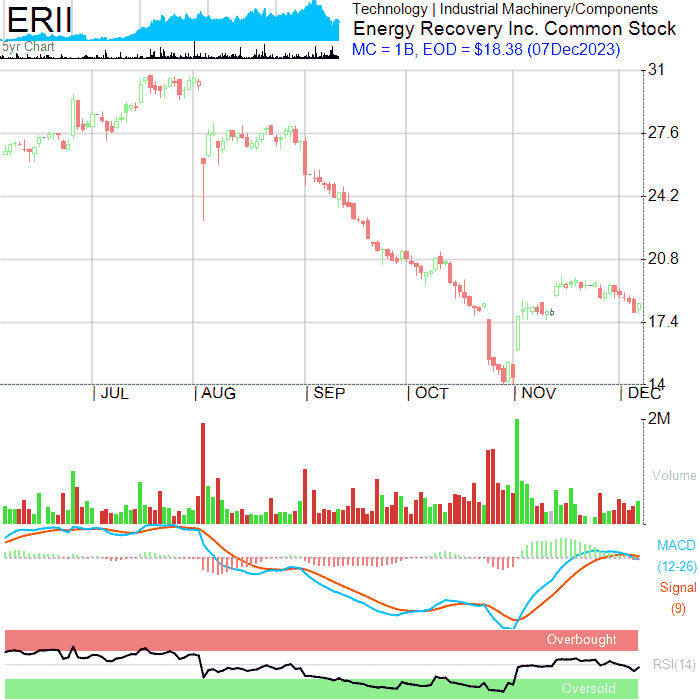 ERII
5yr Chart
Technology | Industrial Machinery/Components
Energy Recovery Inc. Common Stock
MC = 1B, EOD = $18.38 (07Dec2023)
31
27.6
24.2
20.8
17.4
14
JUL AUG SEP OCT NOV DEC
2M
Volume
MACD
(12-26)
Signal
(9)
Overbought
RSI(14)
Oversold